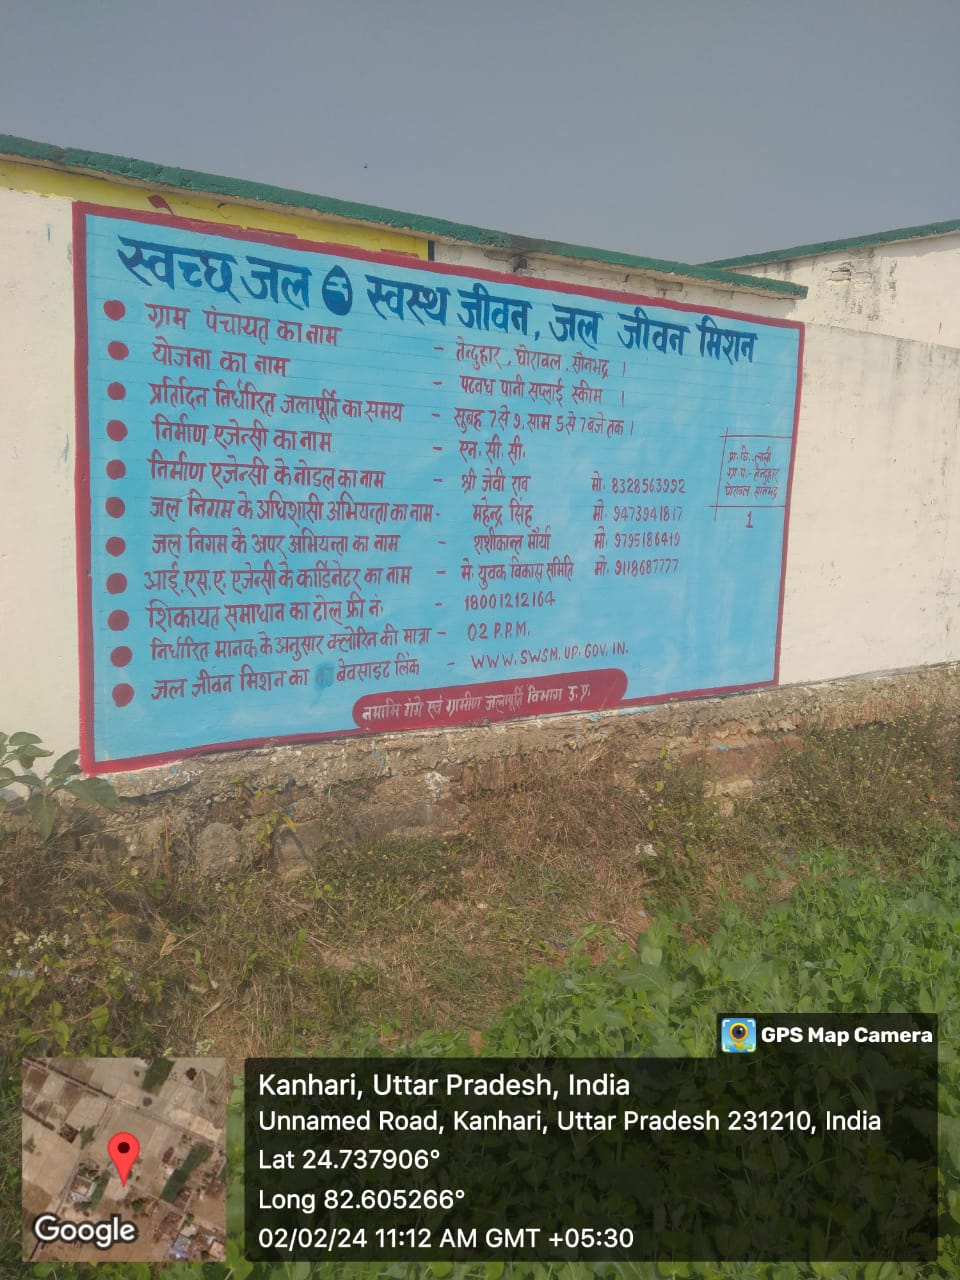 स्वच्छ जल स्वस्थ जीवन, जल जीवन मिशन
ग्राम पंचायत का नाम - तेन्दुहार, घोरावल, सोनभद्र ।
योजना का नाम - पटवध पानी सप्लाई स्कीम ।
प्रतिदिन निर्धारित जलापूर्ति का समय - सुबह 7 से 9, साम 5 से 7 बजे तक ।
निर्माण एजेन्सी का नाम - एन. सी. सी.
निर्माण एजेन्सी के नोडल का नाम - श्री जेवी राव मो. 8328563992
जल निगम के अधिशासी अभियन्ता का नाम - महेन्द्र सिंह मो. 9473941817
जल निगम के अपर अभियन्ता का नाम - शशीकान्त मौर्या मो. 9795186419
आई.एस.ए. एजेन्सी के कार्डिनेटर का नाम - मे. युवक विकास समिति मो. 9118687777
शिकायत समाधान का टोल फ्री नं. - 18001212164
निर्धारित मानक के अनुसार क्लोरिन की मात्रा - 02 P.P.M.
जल जीवन मिशन का बेवसाइट लिंक - WWW.SWSM.UP.GOV.IN.
नमामि गंगे एवं ग्रामीण जलापूर्ति विभाग उ.प्र.
प्रा. वि.-
ग्रा.प.- तेन्दुहार
घोरावल सोनभद्र
1
GPS Map Camera
Kanhari, Uttar Pradesh, India
Unnamed Road, Kanhari, Uttar Pradesh 231210, India
Lat 24.737906°
Long 82.605266°
02/02/24 11:12 AM GMT +05:30
Google